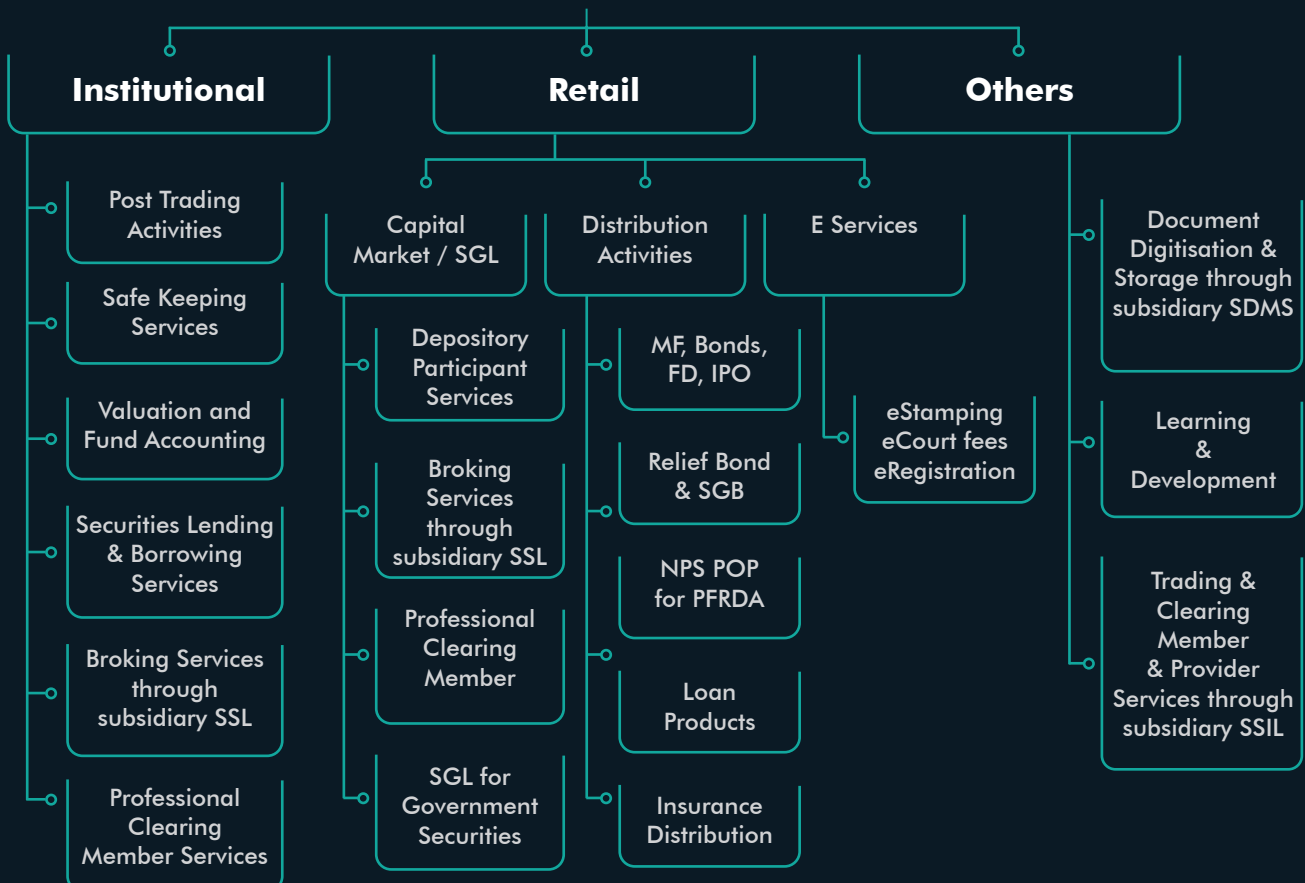 Institutional
Post Trading
Activities
Safe Keeping
Services
Valuation and
Fund Accounting
Securities Lending
& Borrowing
Services
Broking Services
through
subsidiary SSL
Professional
Clearing
Member Services
Retail
Capital
Market / SGL
Depository
Participant
Services
Broking
Services
through
subsidiary SSL
Professional
Clearing
Member
SGL for
Government
Securities
Distribution
Activities
MF, Bonds,
FD, IPO
Relief Bond
& SGB
NPS POP
for PFRDA
Loan
Products
Insurance
Distribution
E Services
eStamping
eCourt fees
eRegistration
Others
Document
Digitisation &
Storage through
subsidiary SDMS
Learning
&
Development
Trading &
Clearing
Member
& Provider
Services through
subsidiary SSIL